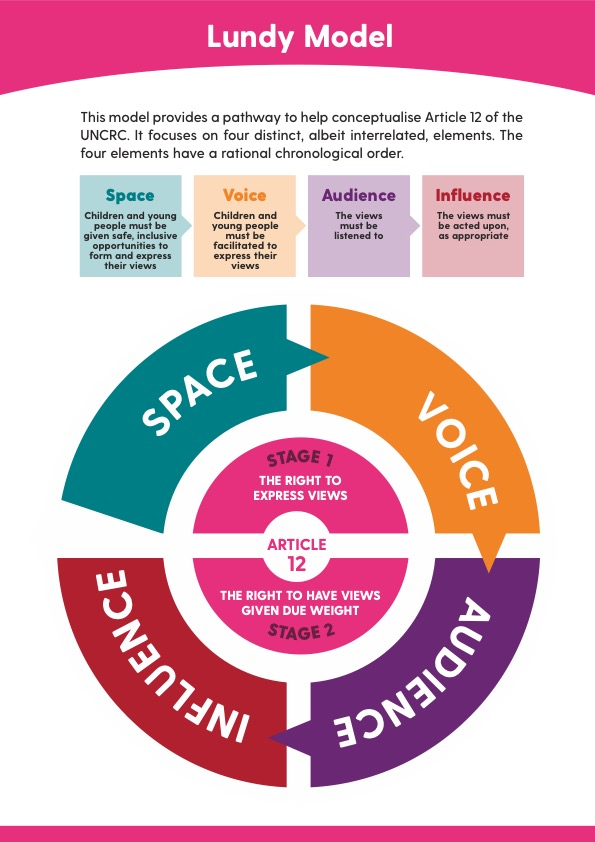 Lundy Model
This model provides a pathway to help conceptualise Article 12 of the
UNCRC. It focuses on four distinct, albeit interrelated, elements. The
four elements have a rational chronological order.
Space
Children and young
people must be
given safe, inclusive
opportunities to
form and express
their views
Voice
Children and
young people
must be
facilitated to
express their
views
Audience
The views
must be
listened to
Influence
The views must
be acted upon,
as appropriate
SPACE
VOICE
STAGE 1
THE RIGHT TO
EXPRESS VIEWS
ARTICLE
12
THE RIGHT TO HAVE VIEWS
GIVEN DUE WEIGHT
STAGE 2
AUDIENCE
INFLUENCE